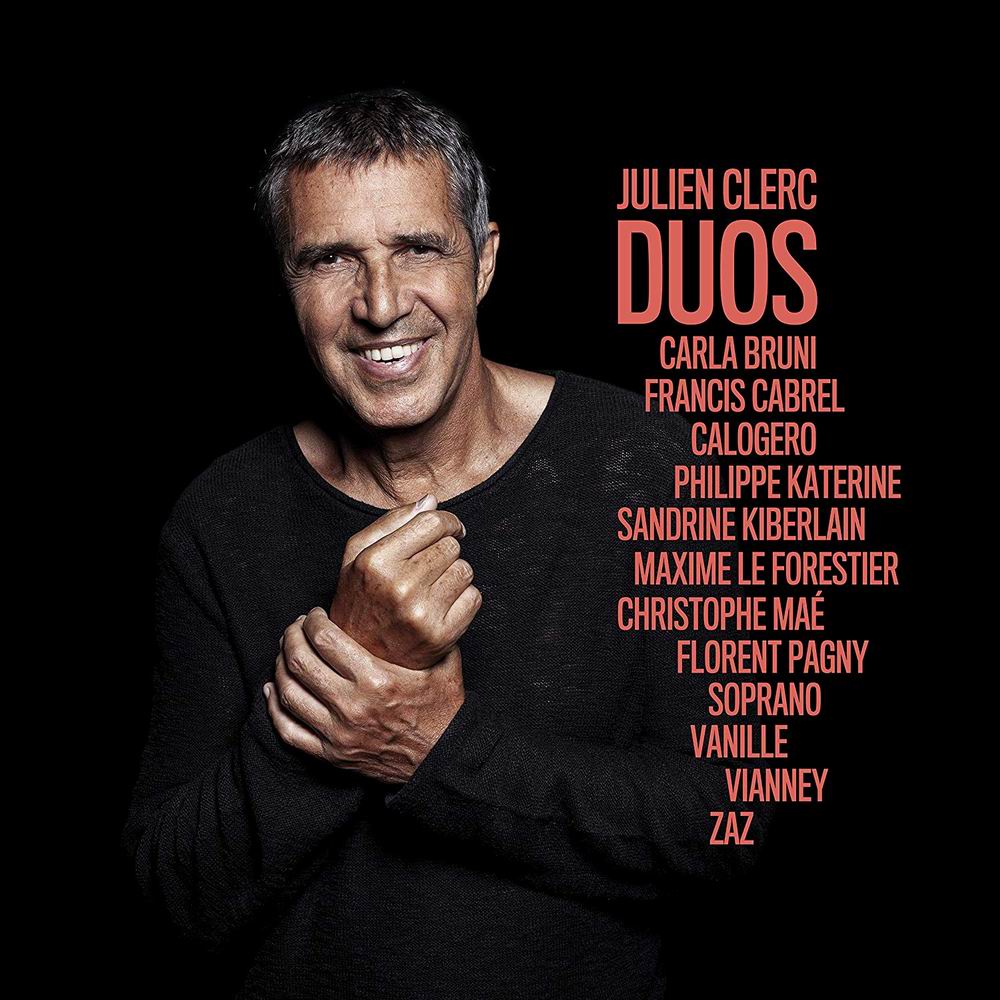 JULIEN CLERC
DUOS
CARLA BRUNI
FRANCIS CABREL
CALOGERO
PHILIPPE KATERINE
SANDRINE KIBERLAIN
MAXIME LE FORESTIER
CHRISTOPHE MAÉ
FLORENT PAGNY
SOPRANO
VANILLE
VIANNEY
ZAZ